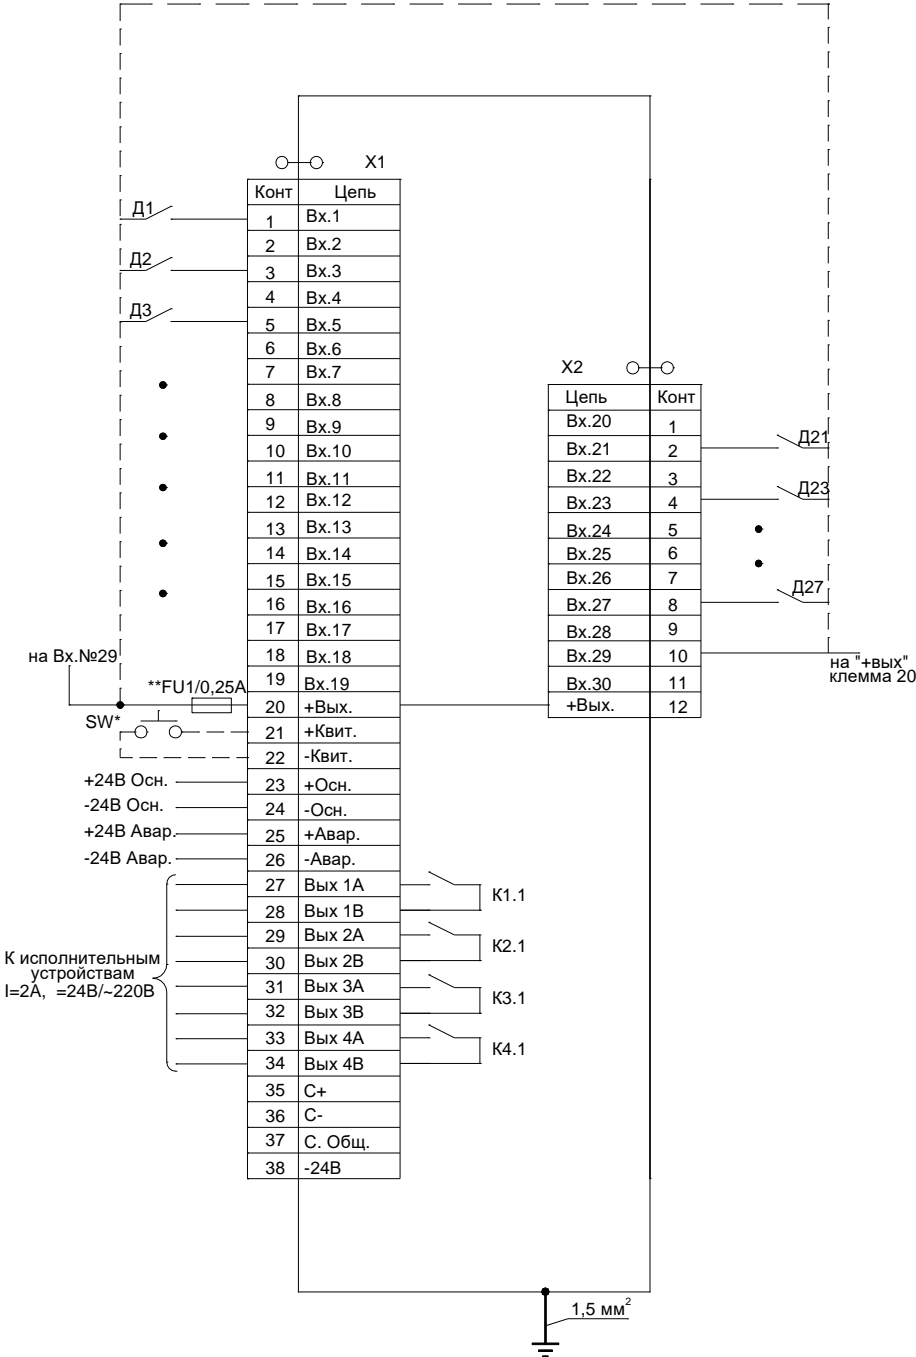 X1
Конт Цепь
Д1
1 Вх.1
2 Вх.2
Д2
3 Вх.3
4 Вх.4
Д3
5 Вх.5
6 Вх.6
7 Вх.7
8 Вх.8
9 Вх.9
10 Вх.10
11 Вх.11
12 Вх.12
13 Вх.13
14 Вх.14
15 Вх.15
16 Вх.16
17 Вх.17
18 Вх.18
19 Вх.19
20 +Вых.
21 +Квит.
22 -Квит.
23 +Осн.
24 -Осн.
25 +Авар.
26 -Авар.
27 Вых 1А
28 Вых 1В
29 Вых 2А
30 Вых 2В
31 Вых 3А
32 Вых 3В
33 Вых 4А
34 Вых 4В
35 С+
36 С-
37 С. Общ.
38 -24В
на Вх.№29
**FU1/0,25А
SW*
+24В Осн.
-24В Осн.
+24В Авар.
-24В Авар.
К исполнительным
устройствам
I=2А, =24В/~220В
К1.1
К2.1
К3.1
К4.1
X2
Цепь Конт
Вх.20 1
Вх.21 2
Д21
Вх.22 3
Вх.23 4
Д23
Вх.24 5
Вх.25 6
Вх.26 7
Вх.27 8
Д27
Вх.28 9
Вх.29 10
Вх.30 11
+Вых. 12
на "+вых"
клемма 20
1,5 мм²